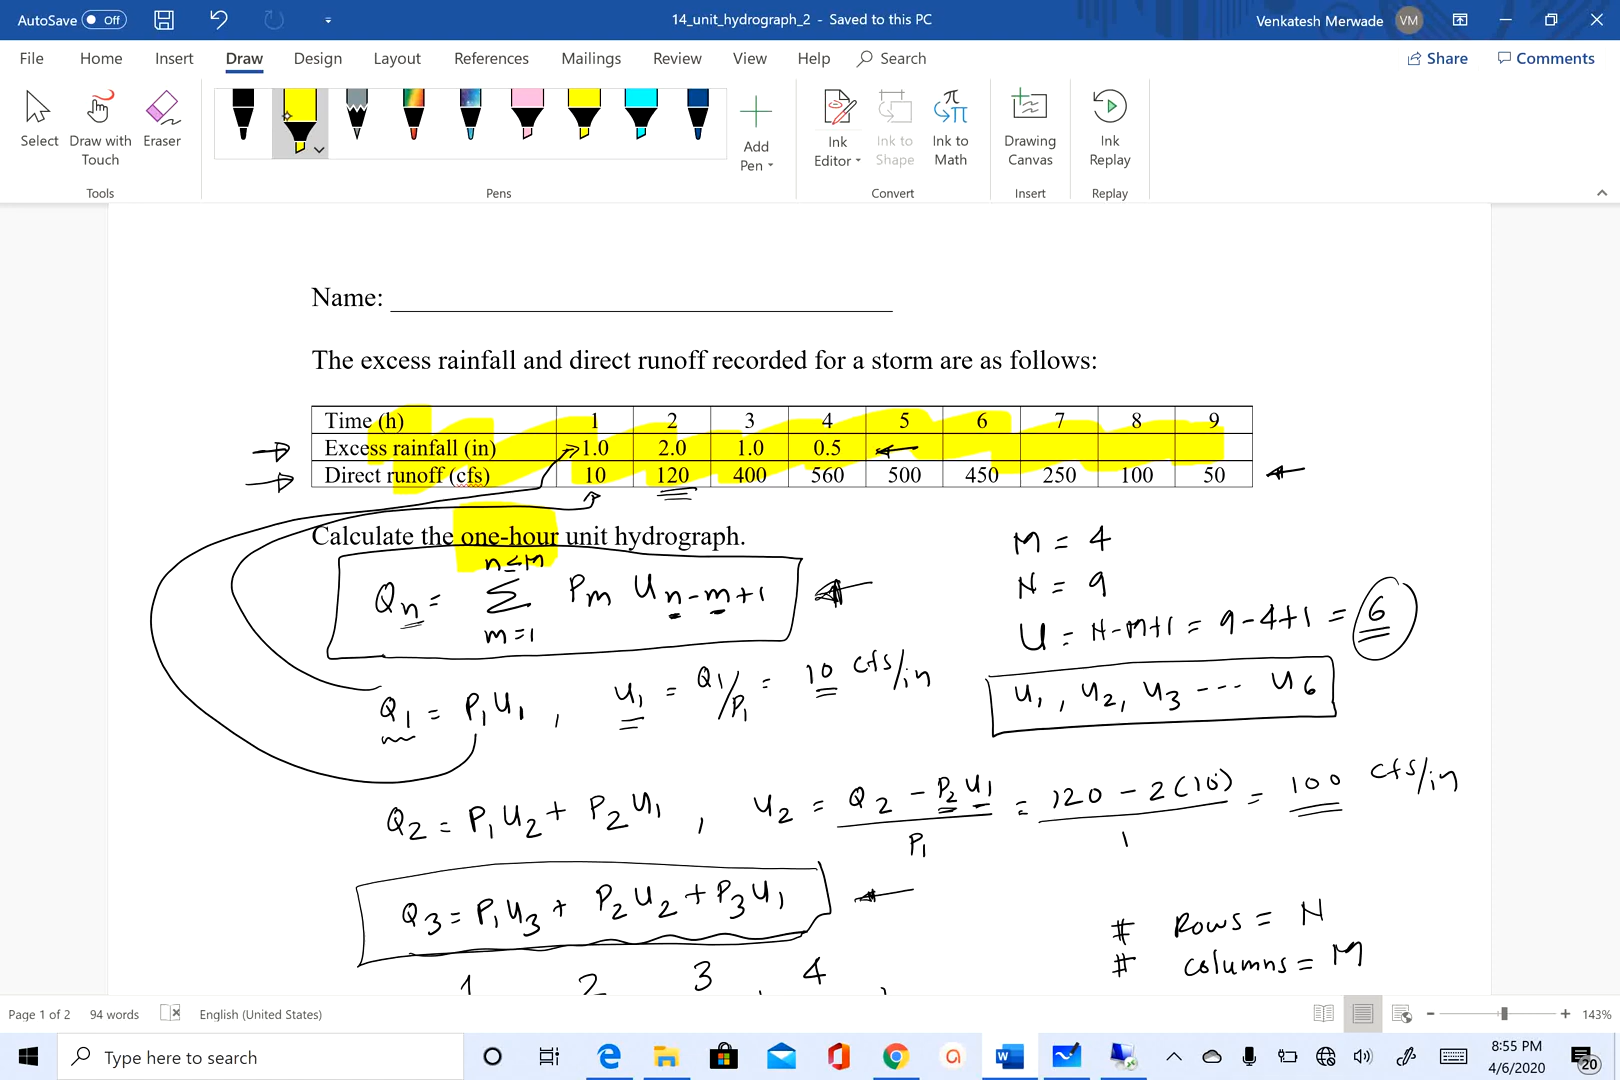 AutoSave Off 14_unit_hydrograph_2 - Saved to this PC Venkatesh Merwade VM
File Home Insert Draw Design Layout References Mailings Review View Help Search Share Comments
Select Draw with Touch Eraser Add Pen Ink Editor Ink to Shape Ink to Math Drawing Canvas Ink Replay
Tools Pens Convert Insert Replay
Name: ____________________
The excess rainfall and direct runoff recorded for a storm are as follows:
Time (h) 1 2 3 4 5 6 7 8 9
Excess rainfall (in) 1.0 2.0 1.0 0.5
Direct runoff (cfs) 10 120 400 560 500 450 250 100 50
Calculate the one-hour unit hydrograph.
M = 4
N = 9
U = N-M+1 = 9-4+1 = 6
Qn = n≤M Σ m=1 Pm Un-m+1
U1, U2, U3 --- U6
Q1 = P1U1, U1 = Q1/P1 = 10 cfs/in
Q2 = P1U2 + P2U1, U2 = Q2 - P2U1 / P1 = 120 - 2(10) / 1 = 100 cfs/in
Q3 = P1U3 + P2U2 + P3U1
# Rows = N
# columns = M
1 2 3 4
Page 1 of 2 94 words English (United States) 143%
Type here to search 8:55 PM
4/6/2020 20